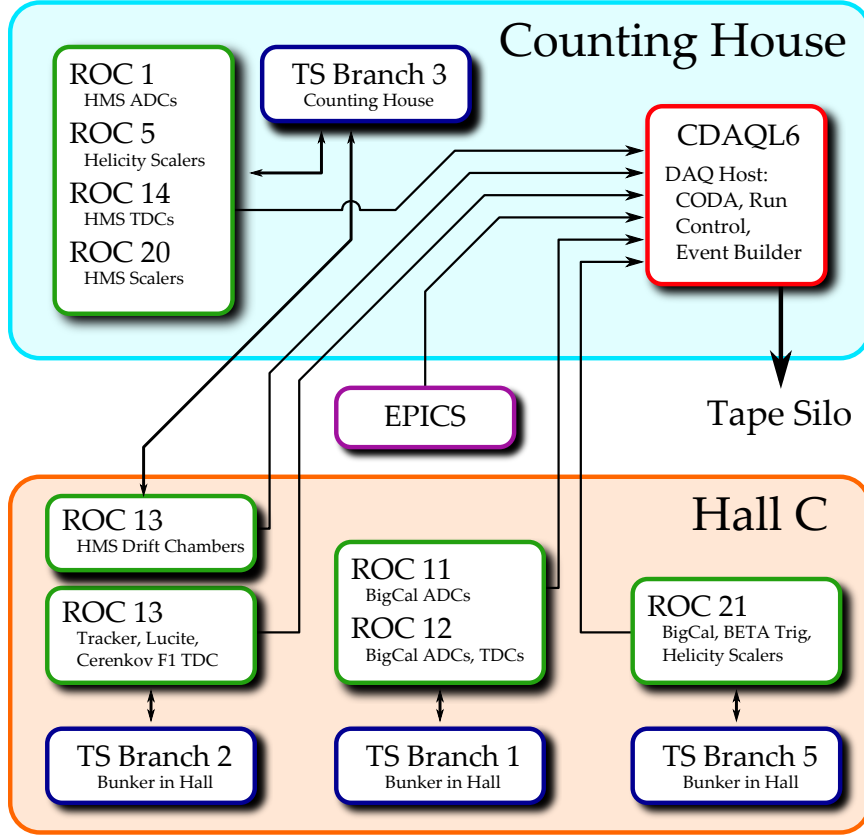 Counting House
ROC 1
HMS ADCs
ROC 5
Helicity Scalers
ROC 14
HMS TDCs
ROC 20
HMS Scalers
TS Branch 3
Counting House
CDAQL6
DAQ Host:
CODA, Run
Control,
Event Builder
EPICS
Tape Silo
Hall C
ROC 13
HMS Drift Chambers
ROC 13
Tracker, Lucite,
Cerenkov F1 TDC
ROC 11
BigCal ADCs
ROC 12
BigCal ADCs, TDCs
ROC 21
BigCal, BETA Trig,
Helicity Scalers
TS Branch 2
Bunker in Hall
TS Branch 1
Bunker in Hall
TS Branch 5
Bunker in Hall